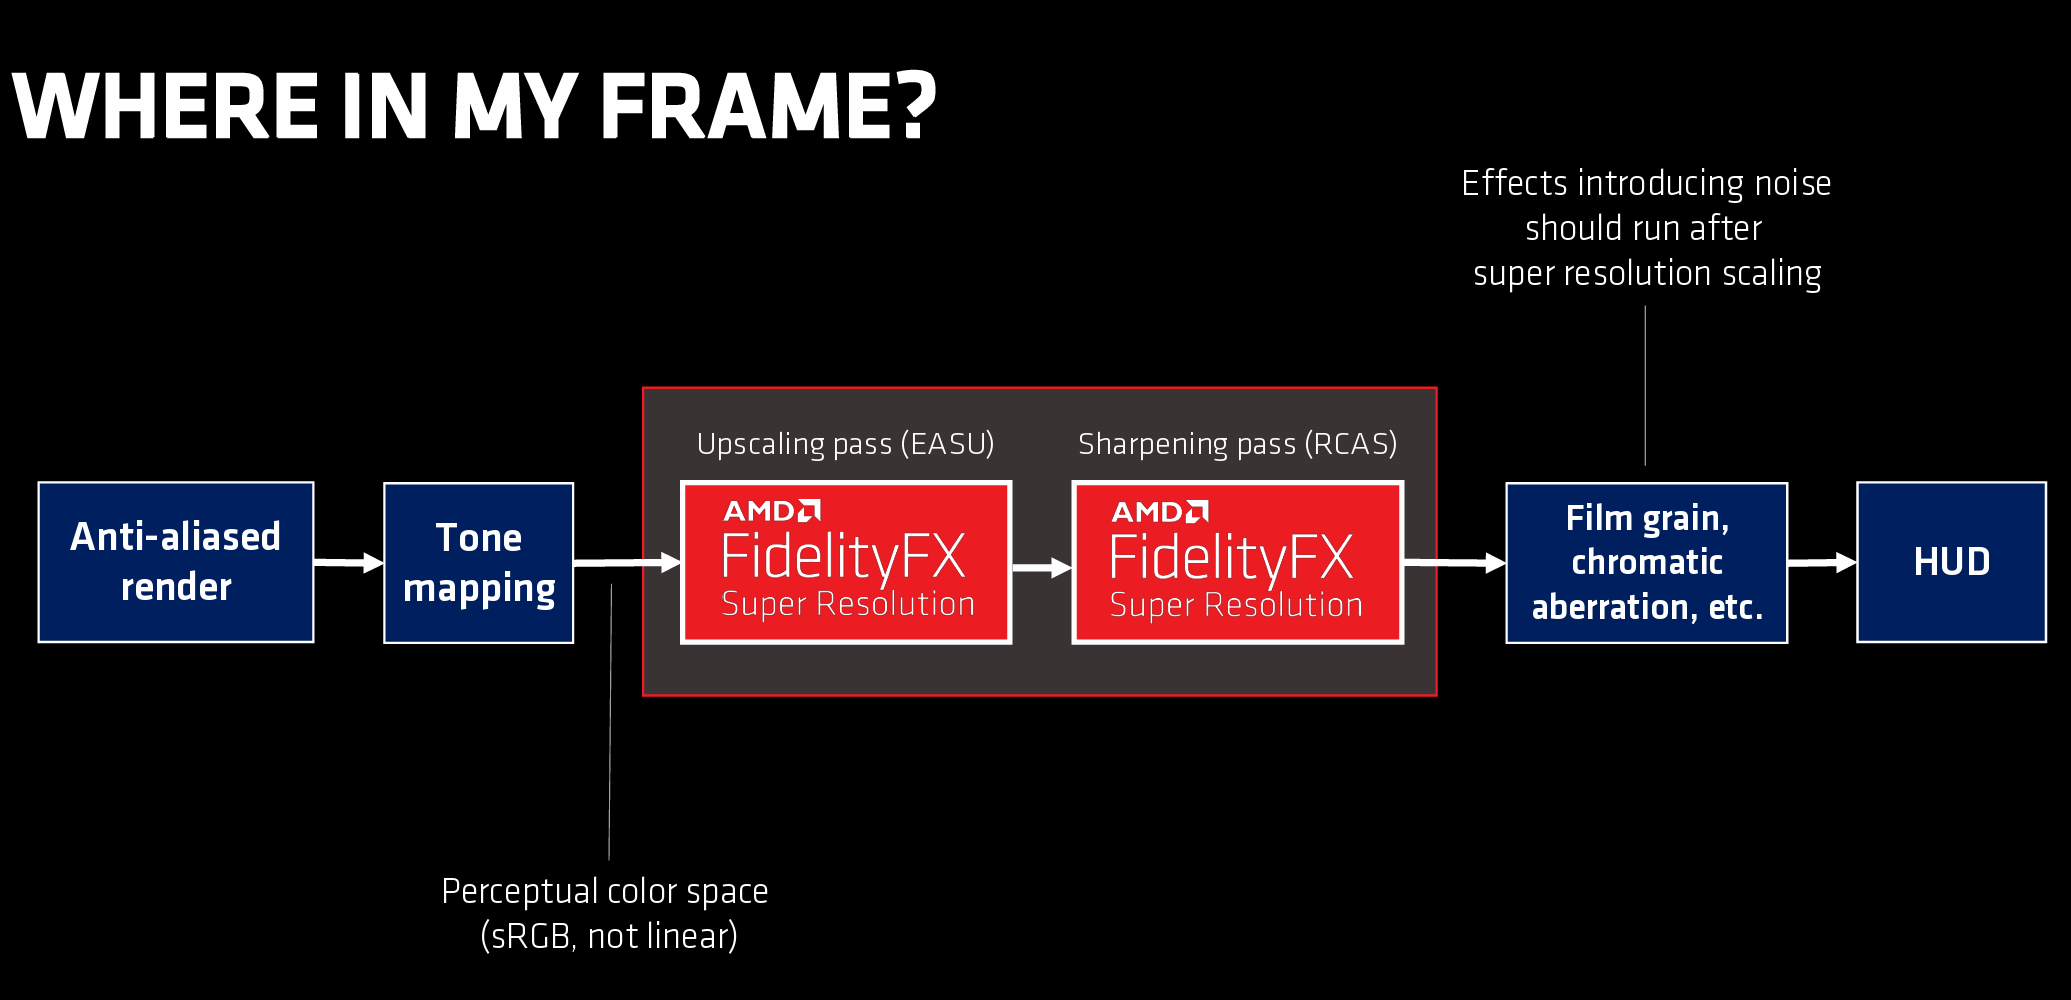 WHERE IN MY FRAME?
Effects introducing noise
should run after
super resolution scaling
Upscaling pass (EASU)
Sharpening pass (RCAS)
Anti-aliased
render
Tone
mapping
AMD
FidelityFX
Super Resolution
AMD
FidelityFX
Super Resolution
Film grain,
chromatic
aberration, etc.
HUD
Perceptual color space
(sRGB, not linear)